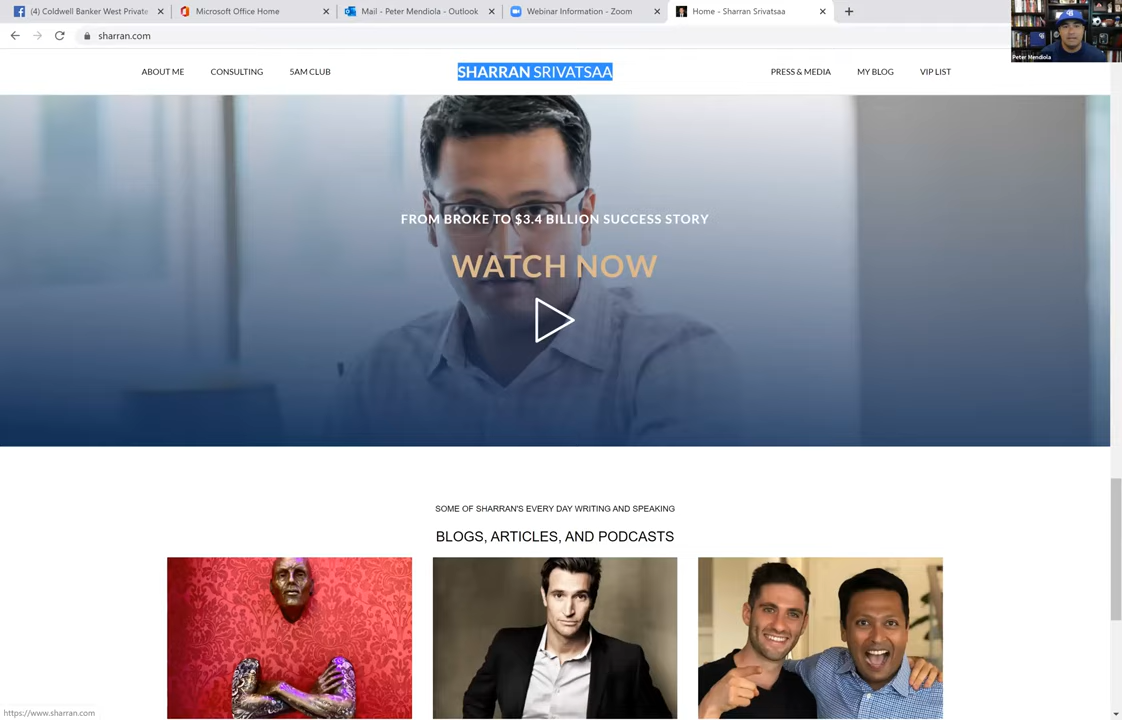 (4) Coldwell Banker West Private
Microsoft Office Home
Mail - Peter Mendiola - Outlook
Webinar Information - Zoom
Home - Sharran Srivatsaa
sharran.com
Peter Mendiola
ABOUT ME
CONSULTING
5AM CLUB
SHARRAN SRIVATSAA
PRESS & MEDIA
MY BLOG
VIP LIST
FROM BROKE TO $3.4 BILLION SUCCESS STORY
WATCH NOW
SOME OF SHARRAN'S EVERY DAY WRITING AND SPEAKING
BLOGS, ARTICLES, AND PODCASTS
https://www.sharran.com